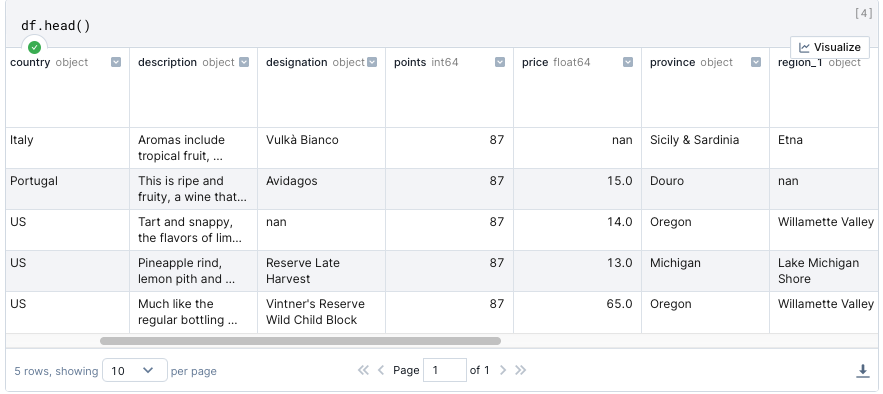 [4]
df.head()
Visualize
country object description object designation object points int64 price float64 province object region_1 object
Italy Aromas include tropical fruit, ... Vulkà Bianco 87 nan Sicily & Sardinia Etna
Portugal This is ripe and fruity, a wine that... Avidagos 87 15.0 Douro nan
US Tart and snappy, the flavors of lim... nan 87 14.0 Oregon Willamette Valley
US Pineapple rind, lemon pith and ... Reserve Late Harvest 87 13.0 Michigan Lake Michigan Shore
US Much like the regular bottling ... Vintner's Reserve Wild Child Block 87 65.0 Oregon Willamette Valley
5 rows, showing 10 per page Page 1 of 1